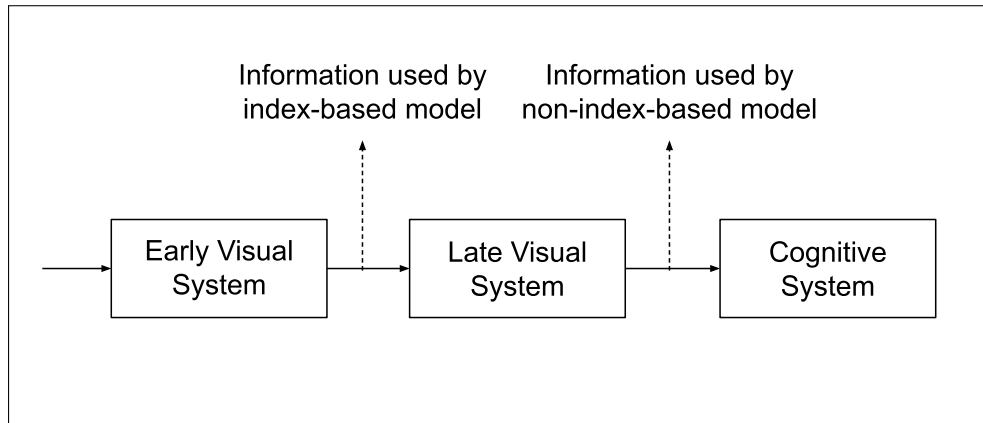 Information used by
index-based model
Information used by
non-index-based model
Early Visual
System
Late Visual
System
Cognitive
System